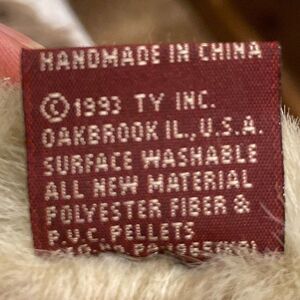 HANDMADE IN CHINA
© 1993 TY INC.
OAKBROOK IL, U.S.A.
SURFACE WASHABLE
ALL NEW MATERIAL
POLYESTER FIBER &
P.V.C. PELLETS